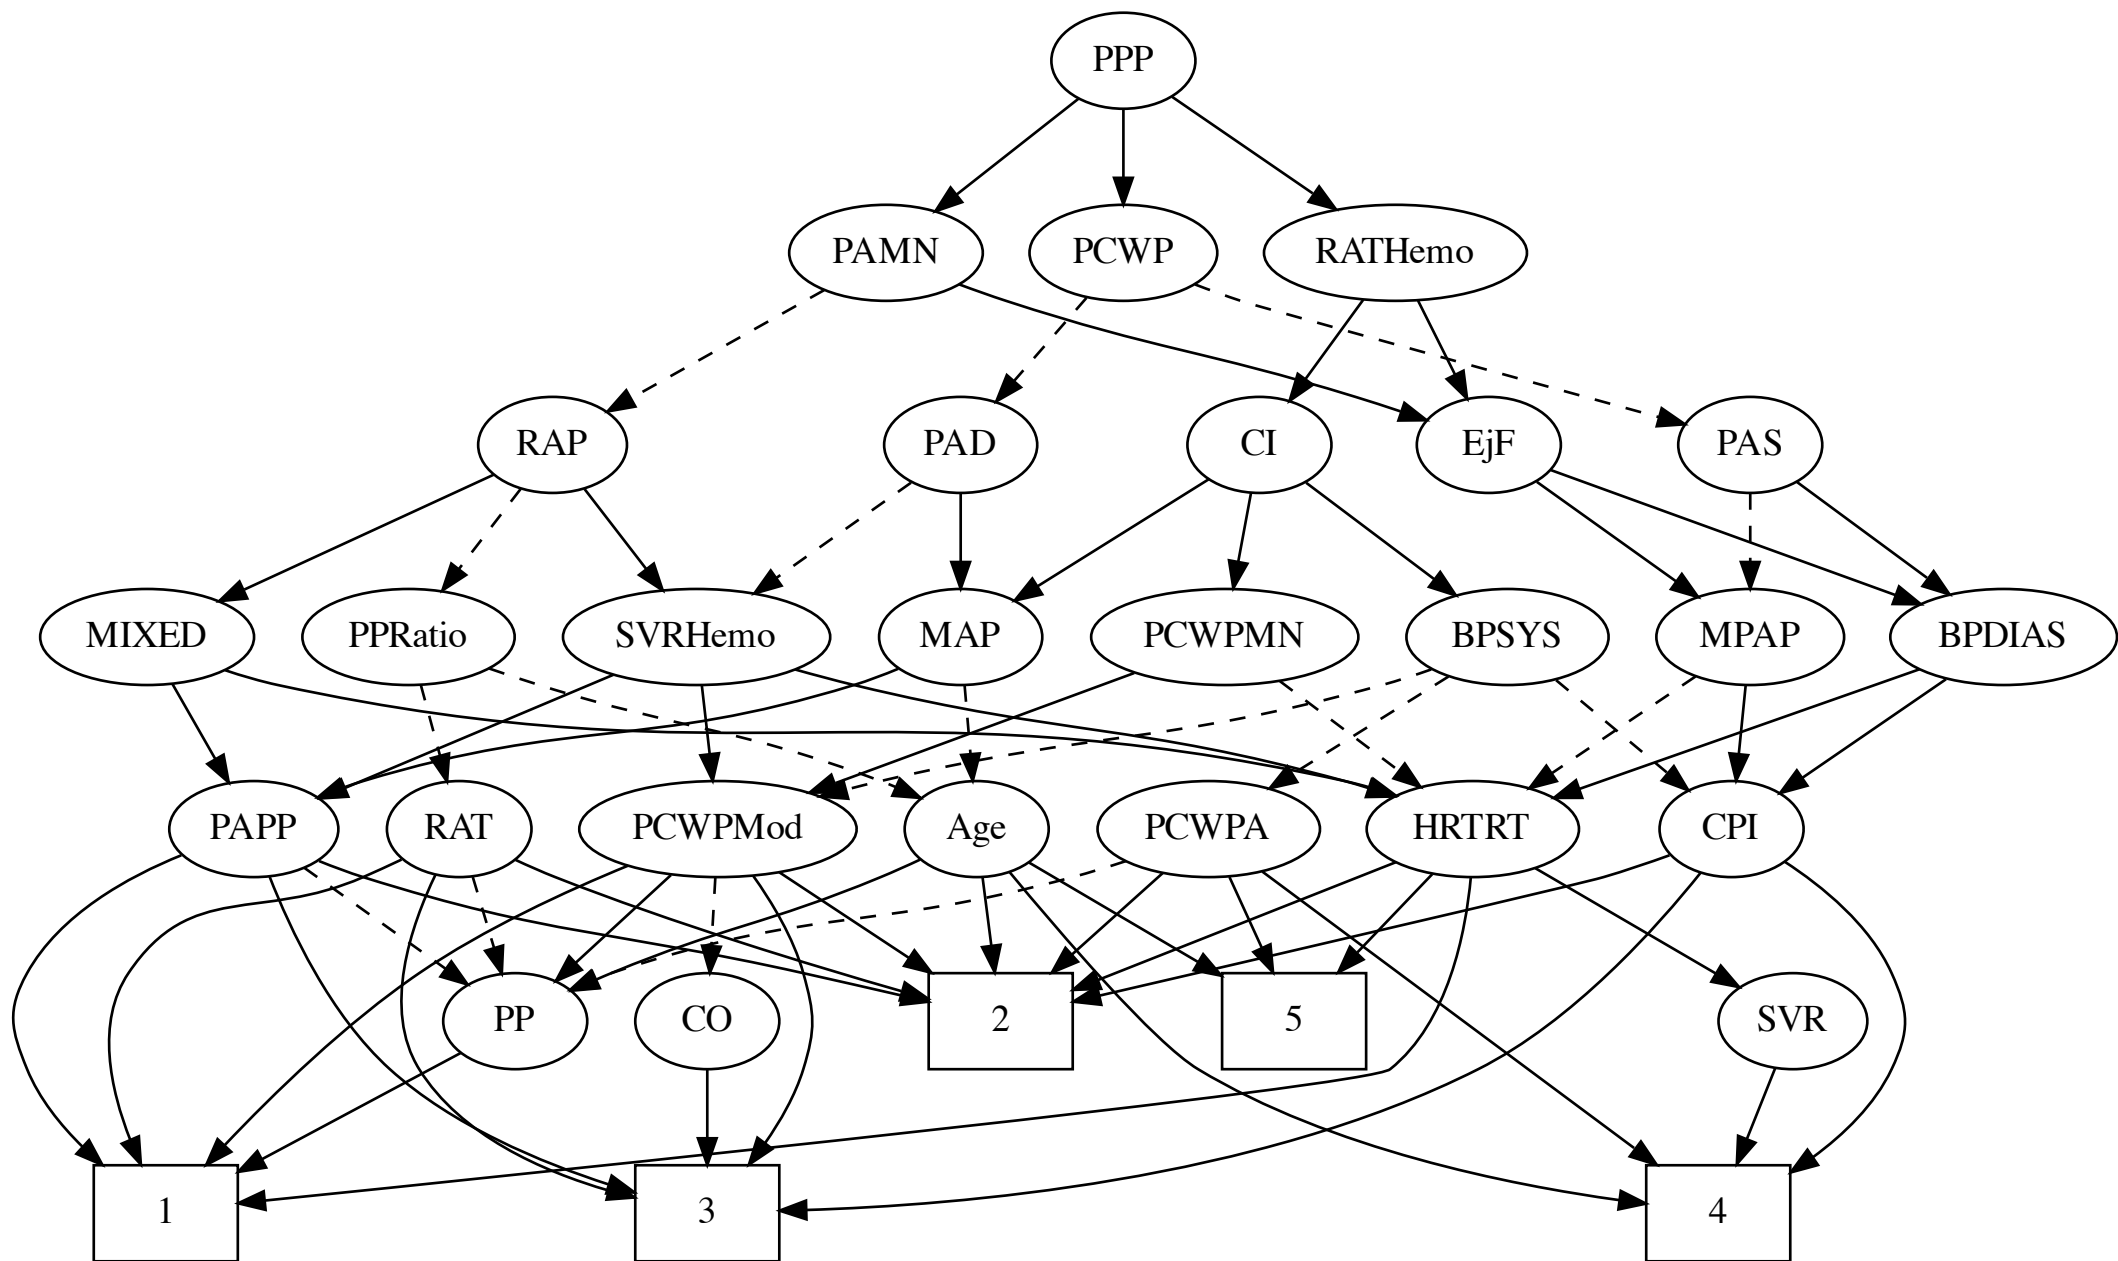 PPP
PAMN
PCWP
RATHemo
RAP
PAD
CI
EjF
PAS
MIXED
PPRatio
SVRHemo
MAP
PCWPMN
BPSYS
MPAP
BPDIAS
PAPP
RAT
PCWPMod
Age
PCWPA
HRTRT
CPI
PP
CO
2
5
SVR
1
3
4